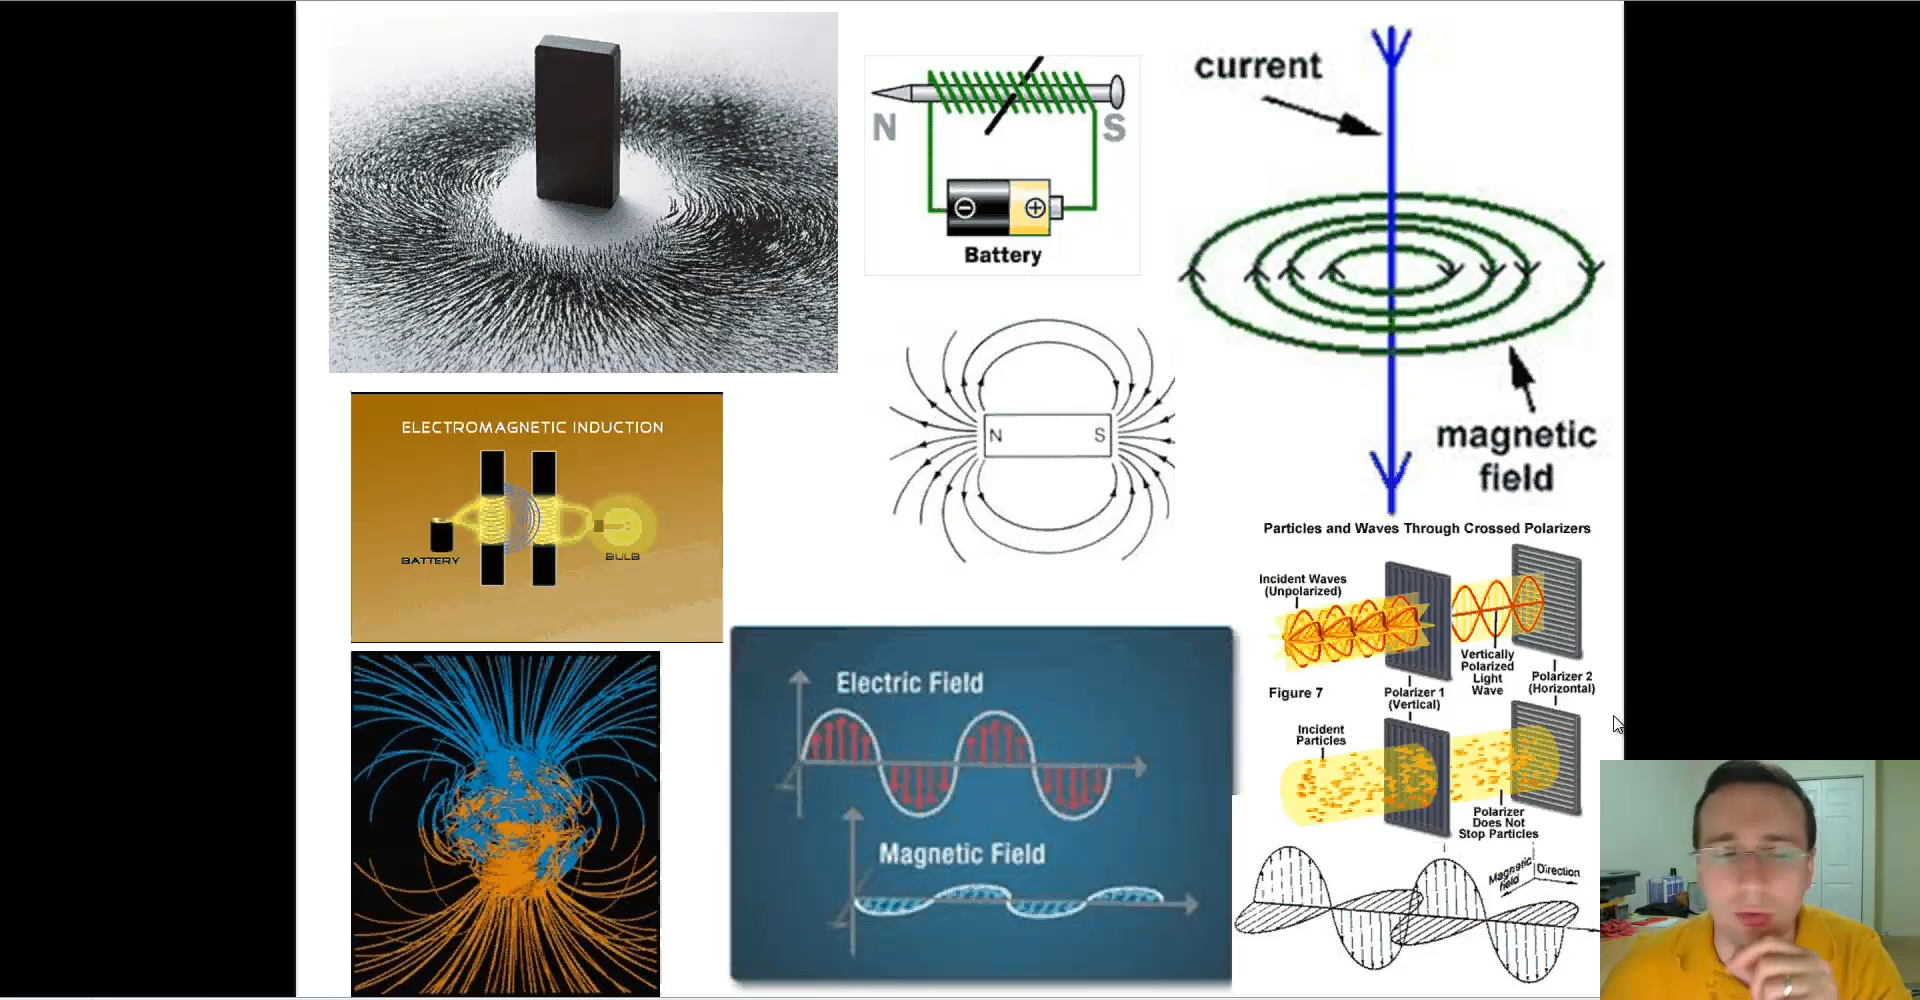 current
N
S
Battery
magnetic
field
ELECTROMAGNETIC INDUCTION
BATTERY
BULB
N
S
Particles and Waves Through Crossed Polarizers
Incident Waves
(Unpolarized)
Vertically
Polarized
Light
Wave
Polarizer 2
(Horizontal)
Figure 7
Polarizer 1
(Vertical)
Incident
Particles
Polarizer
Does Not
Stop Particles
Electric Field
Magnetic Field
Magnetic
field
Direction